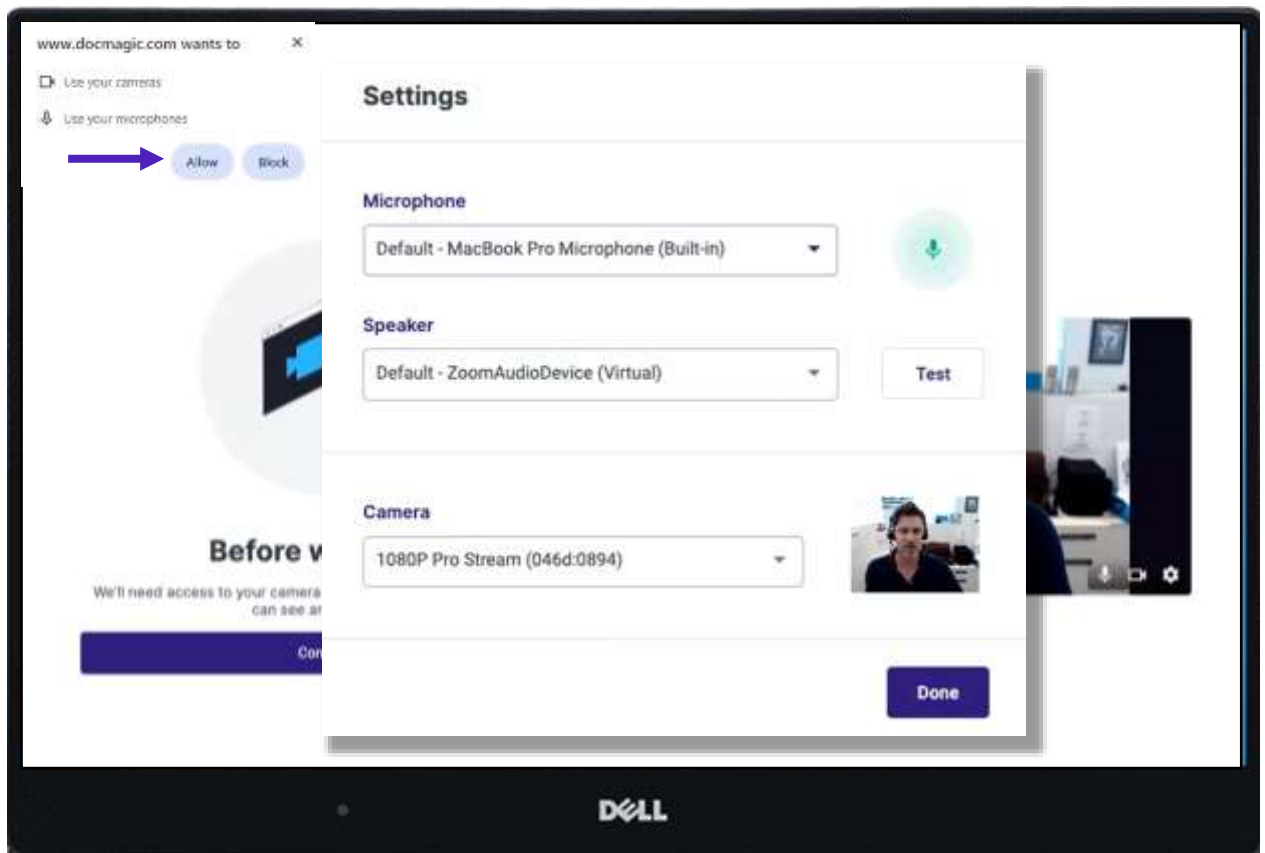 www.docmagic.com wants to
Use your cameras
Use your microphones
Allow Block
Settings
Microphone
Default - MacBook Pro Microphone (Built-in)
Speaker
Default - ZoomAudioDevice (Virtual)
Test
Camera
1080P Pro Stream (046d:0894)
Done
Before
We'll need access to your camera
can see
DELL